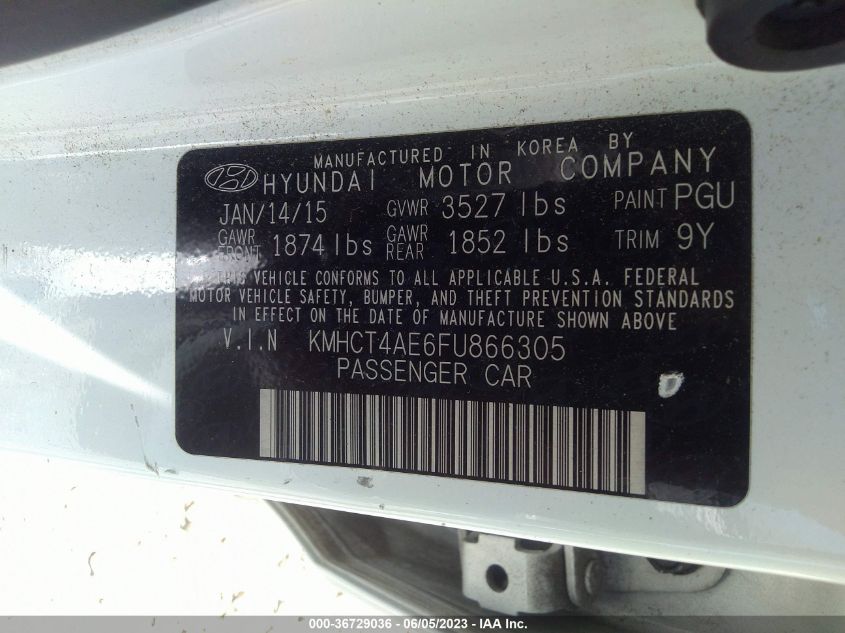 MANUFACTURED IN KOREA BY
HYUNDAI MOTOR COMPANY
JAN/14/15 GVWR 3527 lbs PAINT PGU
GAWR FRONT 1874 lbs GAWR REAR 1852 lbs TRIM 9Y
THIS VEHICLE CONFORMS TO ALL APPLICABLE U.S.A. FEDERAL
MOTOR VEHICLE SAFETY, BUMPER, AND THEFT PREVENTION STANDARDS
IN EFFECT ON THE DATE OF MANUFACTURE SHOWN ABOVE
V.I.N KMHCT4AE6FU866305
PASSENGER CAR
000-36729036 - 06/05/2023 - IAAI Inc.